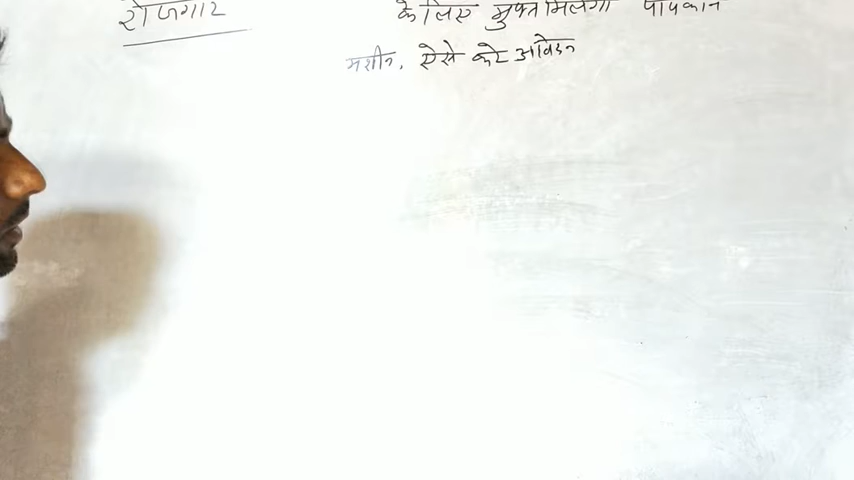 रोजगार के लिए मुफ्त मिलेगा पापकान
मशीन, ऐसे करे आवेदन